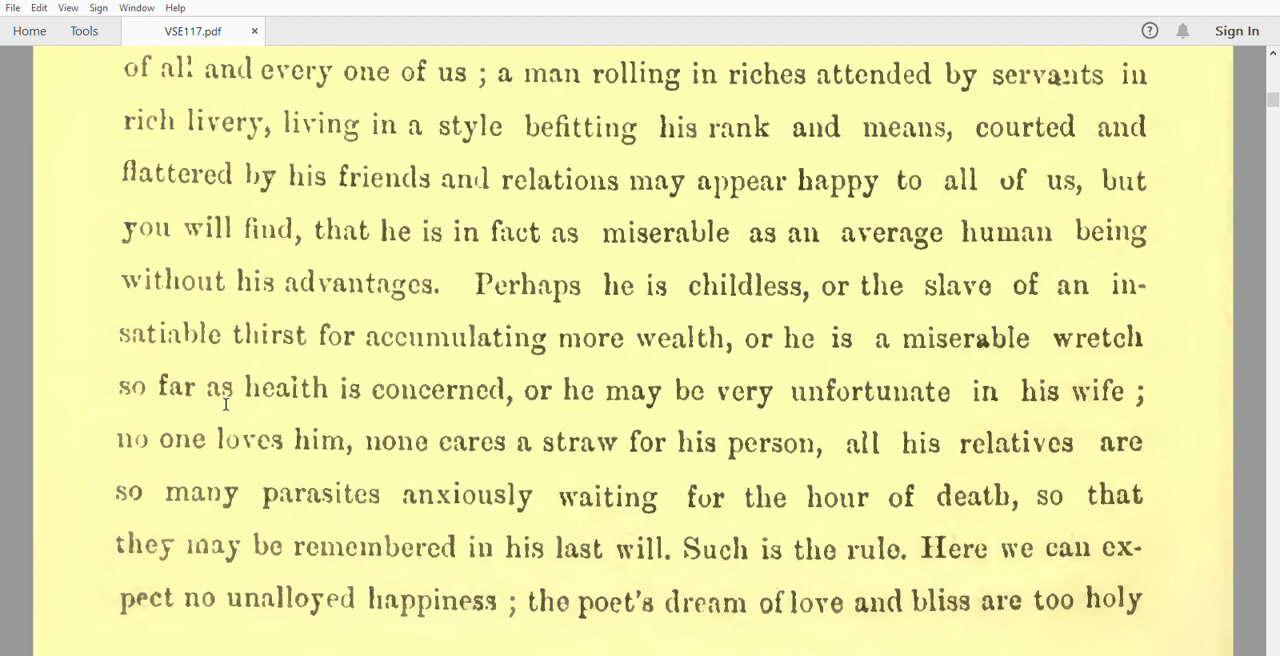 File Edit View Sign Window Help
Home Tools VSE117.pdf × ? Sign In
of all and every one of us ; a man rolling in riches attended by servants in
rich livery, living in a style befitting his rank and means, courted and
flattered by his friends and relations may appear happy to all of us, but
you will find, that he is in fact as miserable as an average human being
without his advantages. Perhaps he is childless, or the slave of an in-
satiable thirst for accumulating more wealth, or he is a miserable wretch
so far as health is concerned, or he may be very unfortunate in his wife ;
no one loves him, none cares a straw for his person, all his relatives are
so many parasites anxiously waiting for the hour of death, so that
they may be remembered in his last will. Such is the rule. Here we can ex-
pect no unalloyed happiness ; the poet's dream of love and bliss are too holy